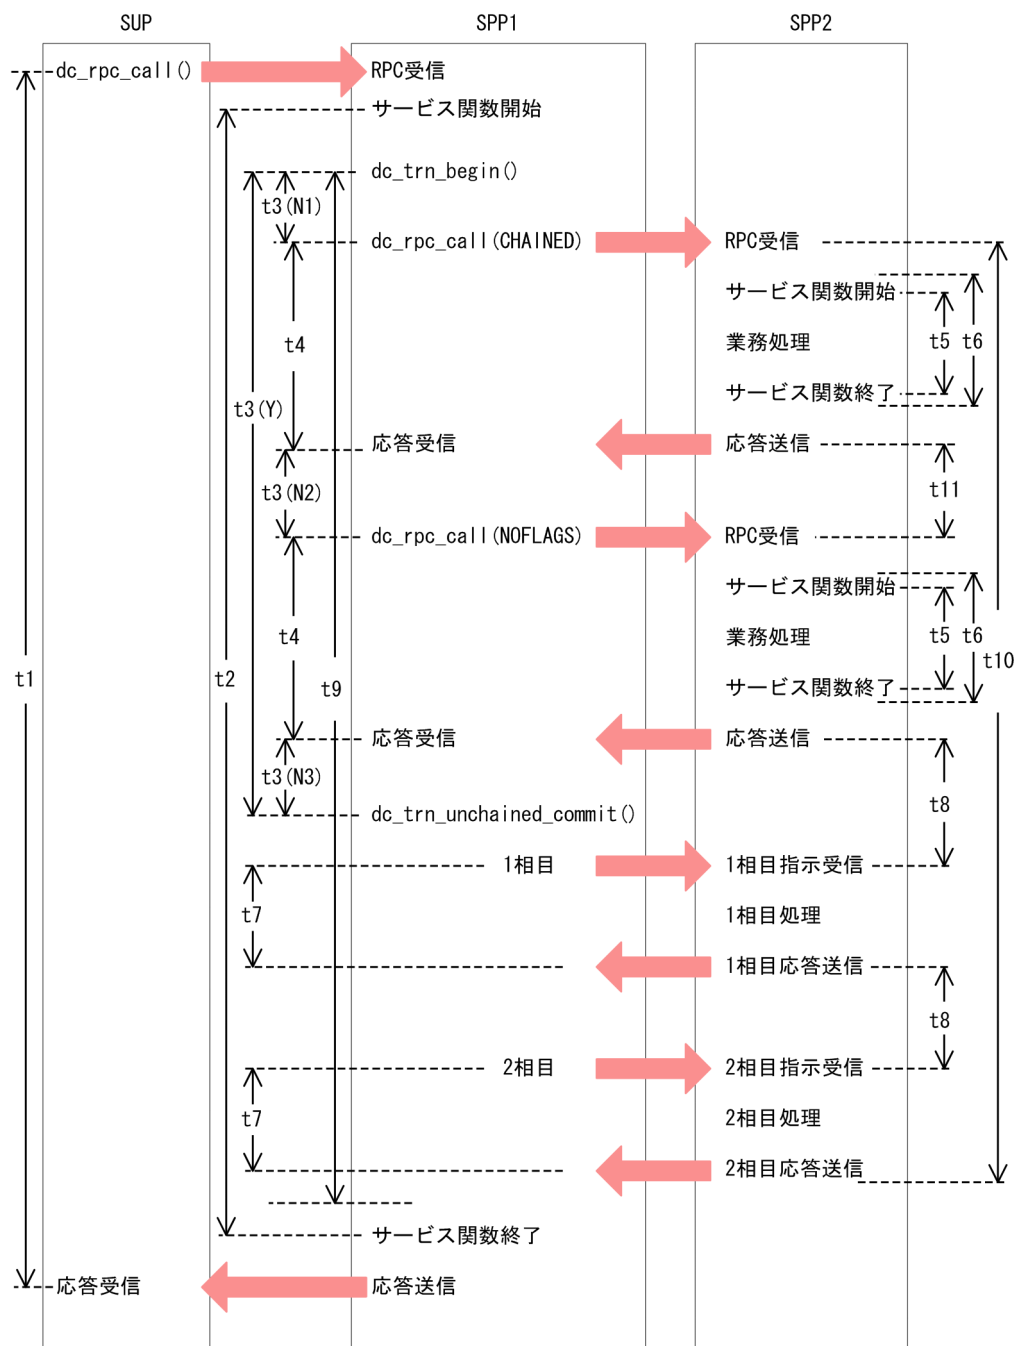 SUP SPP1 SPP2
dc_rpc_call() RPC受信
サービス関数開始
dc_trn_begin()
t3(N1)
dc_rpc_call(CHAINED) RPC受信
サービス関数開始
t4 業務処理 t5 t6
サービス関数終了
t3(Y)
応答受信 応答送信
t3(N2) t11
dc_rpc_call(NOFLAGS) RPC受信
サービス関数開始
t4 業務処理 t5 t6
t10
t1 t2 t9 サービス関数終了
応答受信 応答送信
t3(N3)
t8
dc_trn_unchained_commit()
1相目 1相目指示受信
t7 1相目処理
1相目応答送信
t8
2相目 2相目指示受信
t7 2相目処理
2相目応答送信
サービス関数終了
応答受信 応答送信